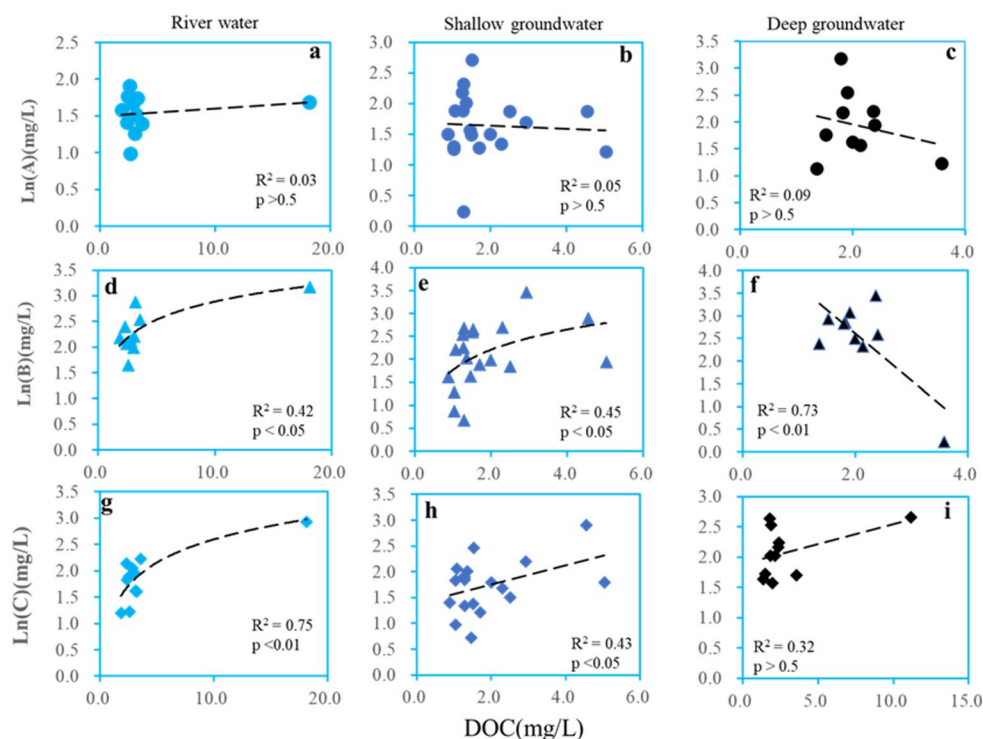 River water
Shallow groundwater
Deep groundwater
Ln(A)(mg/L)
2.5
2.0
1.5
1.0
0.5
0.0
a
R² = 0.03
p >0.5
0.0
10.0
20.0
3.0
2.5
2.0
1.5
1.0
0.5
0.0
b
R² = 0.05
p > 0.5
0.0
2.0
4.0
6.0
3.5
3.0
2.5
2.0
1.5
1.0
0.5
0.0
c
R² = 0.09
p > 0.5
0.0
2.0
4.0
Ln(B)(mg/L)
3.5
3.0
2.5
2.0
1.5
1.0
0.5
0.0
d
R² = 0.42
p < 0.05
0.0
10.0
20.0
4.0
3.5
3.0
2.5
2.0
1.5
1.0
0.5
0.0
e
R² = 0.45
p < 0.05
0.0
2.0
4.0
6.0
4.0
3.5
3.0
2.5
2.0
1.5
1.0
0.5
0.0
f
R² = 0.73
p < 0.01
0.0
2.0
4.0
Ln(C)(mg/L)
3.5
3.0
2.5
2.0
1.5
1.0
0.5
0.0
g
R² = 0.75
p <0.01
0.0
10.0
20.0
3.5
3.0
2.5
2.0
1.5
1.0
0.5
0.0
h
R² = 0.43
p <0.05
0.0
2.0
4.0
6.0
3.0
2.5
2.0
1.5
1.0
0.5
0.0
i
R² = 0.32
p > 0.5
0.0
5.0
10.0
15.0
DOC(mg/L)